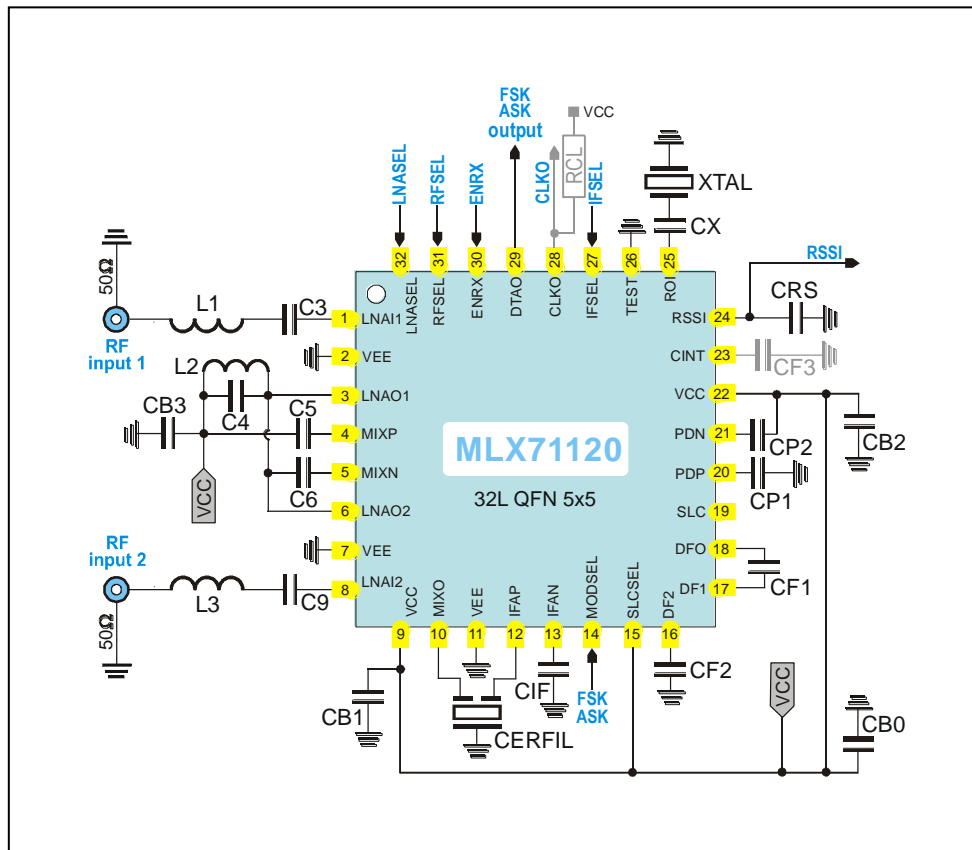 FSK
ASK
output
VCC
LNASEL
RFSEL
ENRX
CLKO
RCL
IFSEL
XTAL
CX
50Ω
RF
input 1
L1
C3
32
31
30
29
28
27
26
25
LNASEL
RFSEL
ENRX
DTAO
CLKO
IFSEL
TEST
ROI
RSSI
CRS
1
LNAI1
RSSI
24
2
VEE
CINT
23
CF3
L2
C4
3
LNAO1
VCC
22
CB3
C5
4
MIXP
PDN
21
CP2
CB2
MLX71120
C6
5
MIXN
PDP
20
CP1
VCC
32L QFN 5x5
6
LNAO2
SLC
19
RF
input 2
7
VEE
DFO
18
CF1
50Ω
L3
C9
8
LNAI2
DF1
17
VCC
MIXO
VEE
IFAP
IFAN
MODSEL
SLCSEL
DF2
9
10
11
12
13
14
15
16
CB1
CERFIL
CIF
FSK
ASK
CF2
VCC
CB0